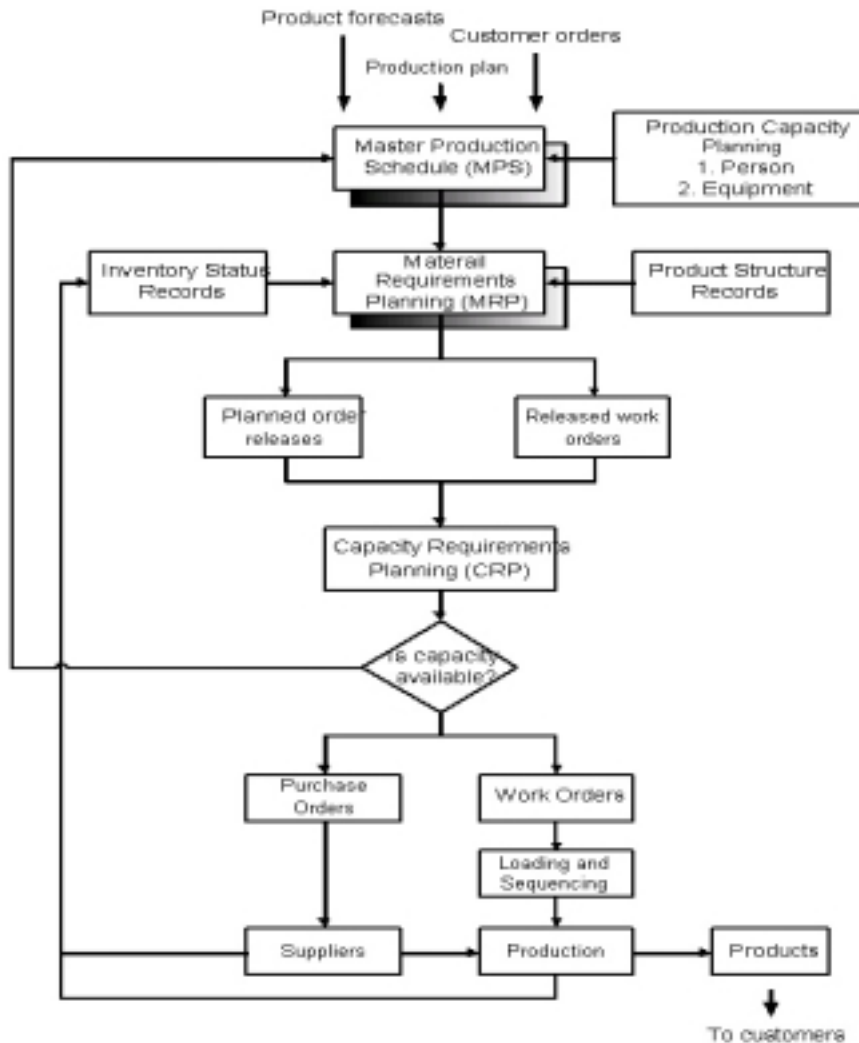 Product forecasts
Customer orders
Production plan
Master Production
Schedule (MPS)
Production Capacity
Planning
1. Person
2. Equipment
Inventory Status
Records
Materail
Requirements
Planning (MRP)
Product Structure
Records
Planned order
releases
Released work
orders
Capacity Requirements
Planning (CRP)
Is capacity
available?
Purchase
Orders
Work Orders
Loading and
Sequencing
Suppliers
Production
Products
To customers